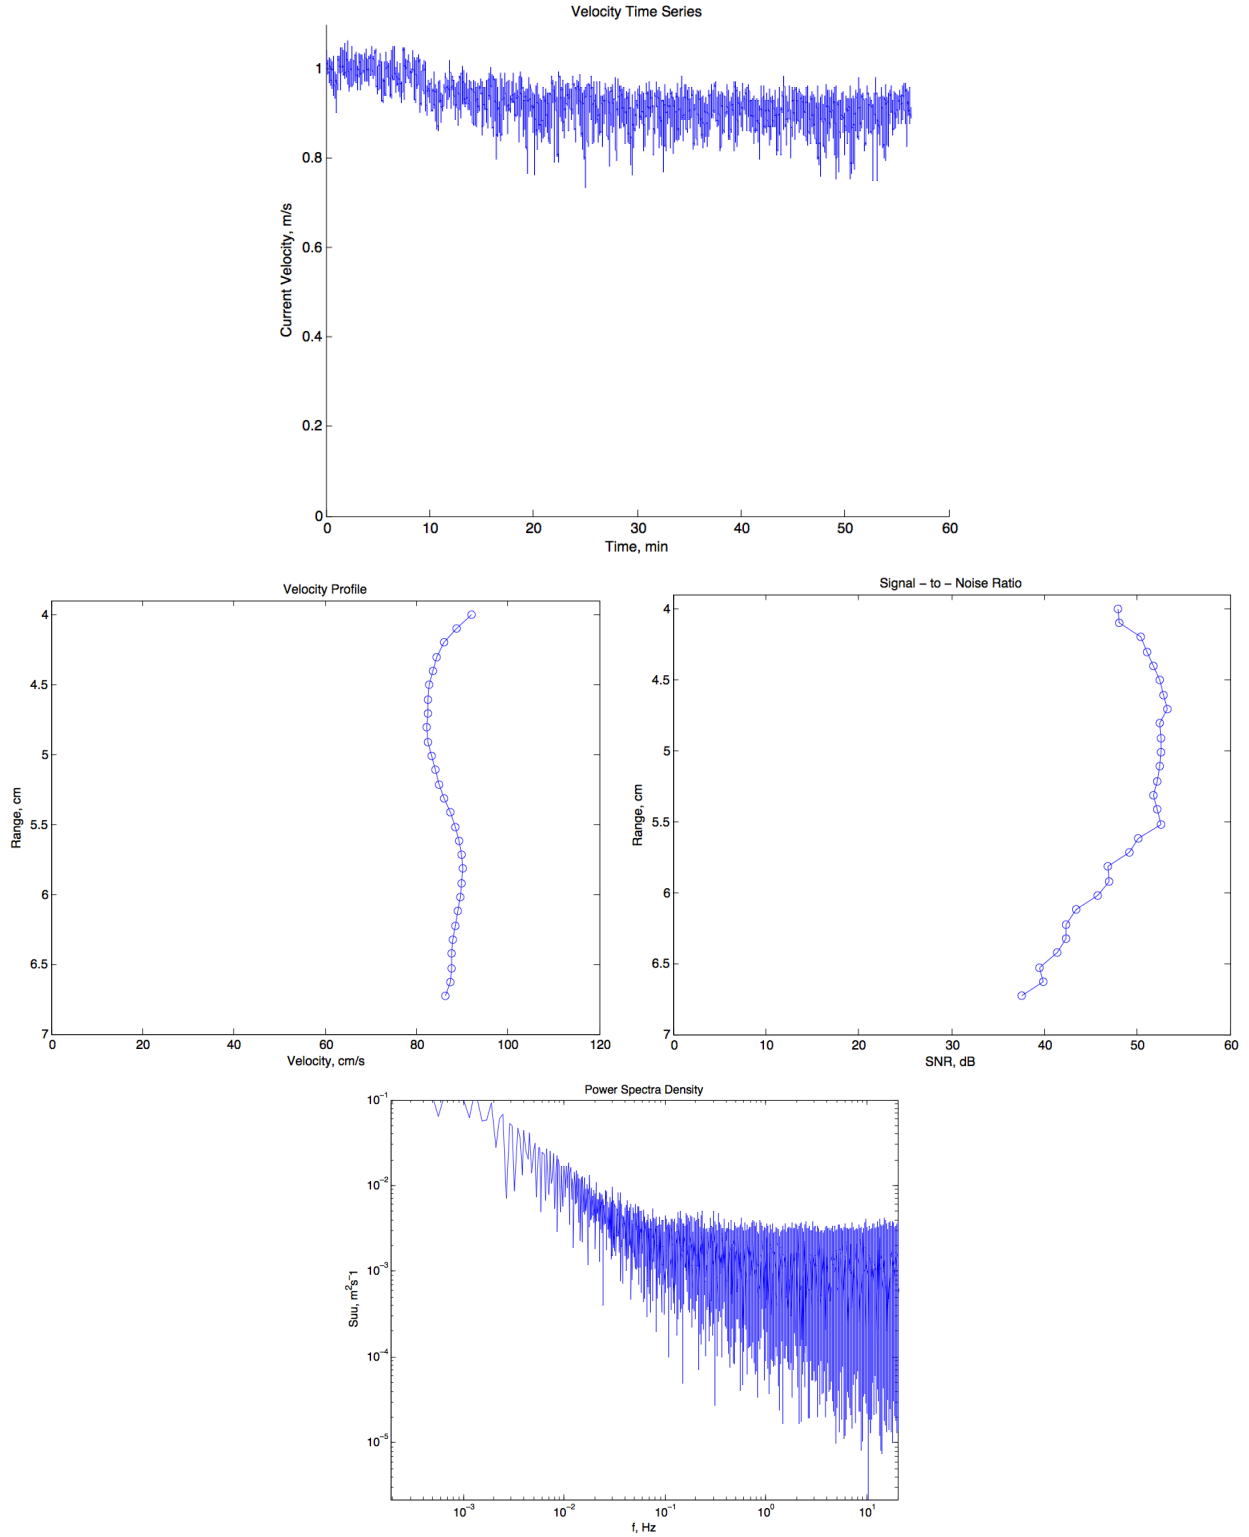 Velocity Time Series
1
0.8
0.6
0.4
0.2
0
Current Velocity, m/s
0 10 20 30 40 50 60
Time, min
Velocity Profile
4
4.5
5
5.5
6
6.5
7
Range, cm
0 20 40 60 80 100 120
Velocity, cm/s
Signal – to – Noise Ratio
4
4.5
5
5.5
6
6.5
7
Range, cm
0 10 20 30 40 50 60
SNR, dB
Power Spectra Density
10⁻¹
10⁻²
10⁻³
10⁻⁴
10⁻⁵
Suu, m²s⁻1
10⁻³ 10⁻² 10⁻¹ 10⁰ 10¹
f, Hz